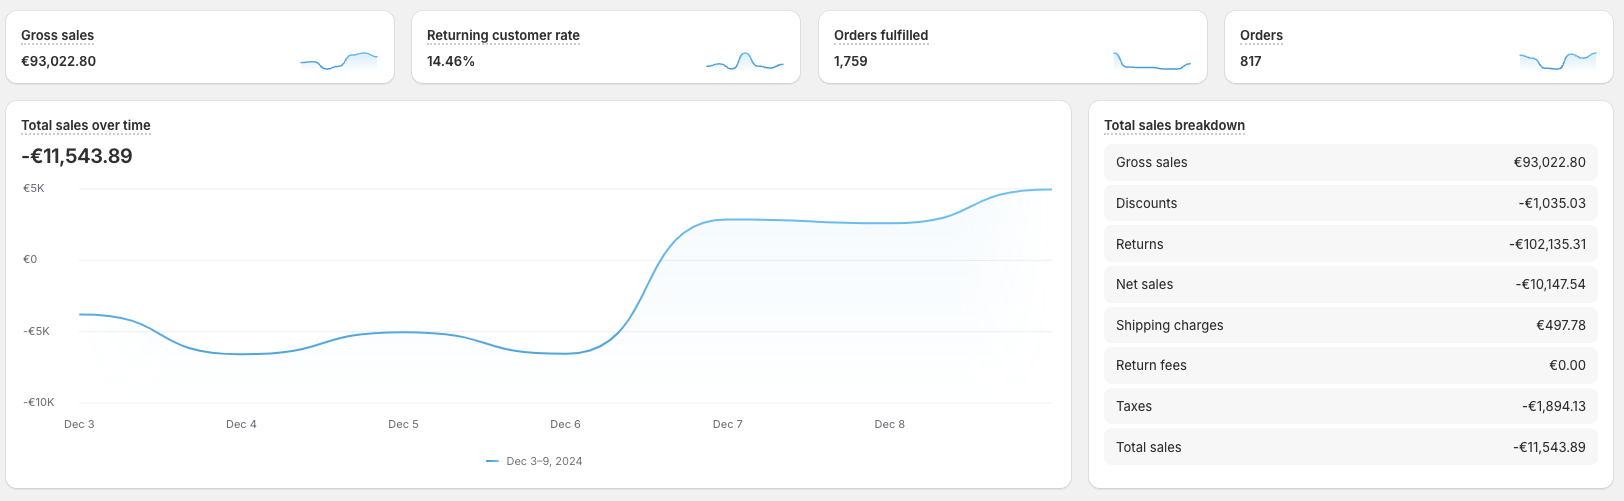 Gross sales
€93,022.80
Returning customer rate
14.46%
Orders fulfilled
1,759
Orders
817
Total sales over time
-€11,543.89
€5K
€0
-€5K
-€10K
Dec 3 Dec 4 Dec 5 Dec 6 Dec 7 Dec 8
Dec 3–9, 2024
Total sales breakdown
Gross sales €93,022.80
Discounts -€1,035.03
Returns -€102,135.31
Net sales -€10,147.54
Shipping charges €497.78
Return fees €0.00
Taxes -€1,894.13
Total sales -€11,543.89